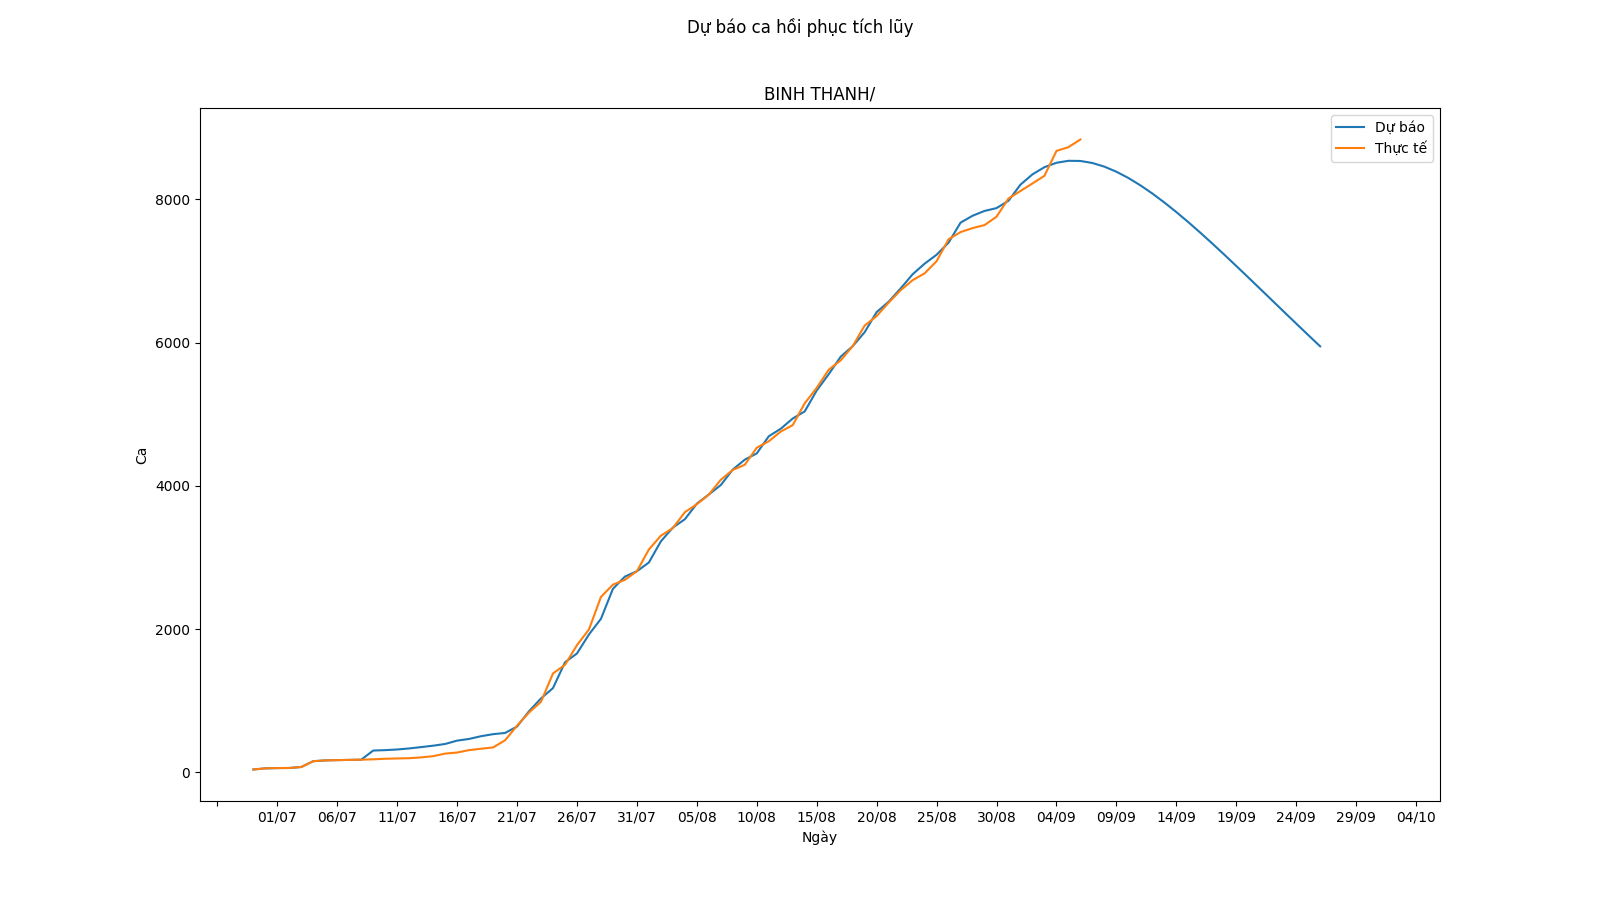 Dự báo ca hồi phục tích lũy
BINH THANH/
Dự báo
Thực tế
8000
6000
4000
2000
0
Ca
01/07 06/07 11/07 16/07 21/07 26/07 31/07 05/08 10/08 15/08 20/08 25/08 30/08 04/09 09/09 14/09 19/09 24/09 29/09 04/10
Ngày